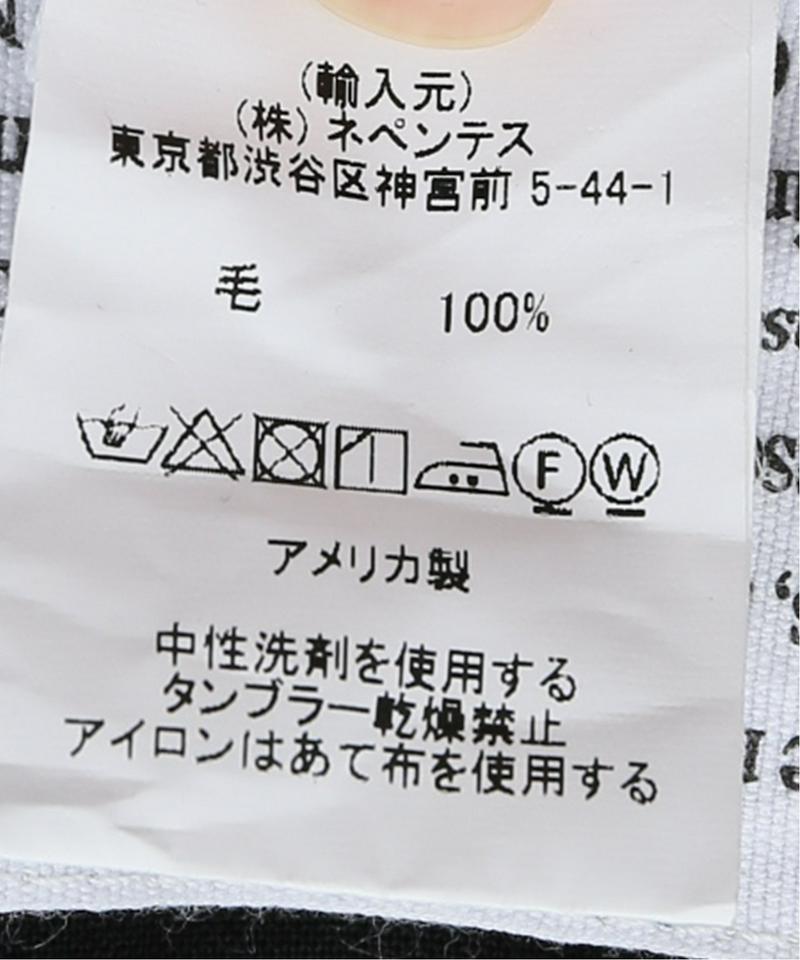 (輸入元)
(株) ネペンテス
東京都渋谷区神宮前 5-44-1
毛 100%
F W
アメリカ製
中性洗剤を使用する
タンブラー乾燥禁止
アイロンはあて布を使用する